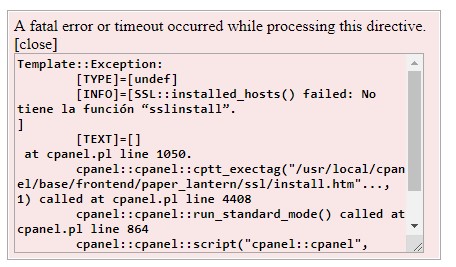 A fatal error or timeout occurred while processing this directive.
[close]
Template::Exception:
        [TYPE]=[undef]
        [INFO]=[SSL::installed_hosts() failed: No
tiene la función “sslinstall”.
]
        [TEXT]=[]
 at cpanel.pl line 1050.
        cpanel::cpanel::cptt_exectag("/usr/local/cpan
el/base/frontend/paper_lantern/ssl/install.htm"...,
1) called at cpanel.pl line 4408
        cpanel::cpanel::run_standard_mode() called at
cpanel.pl line 864
        cpanel::cpanel::script("cpanel::cpanel",